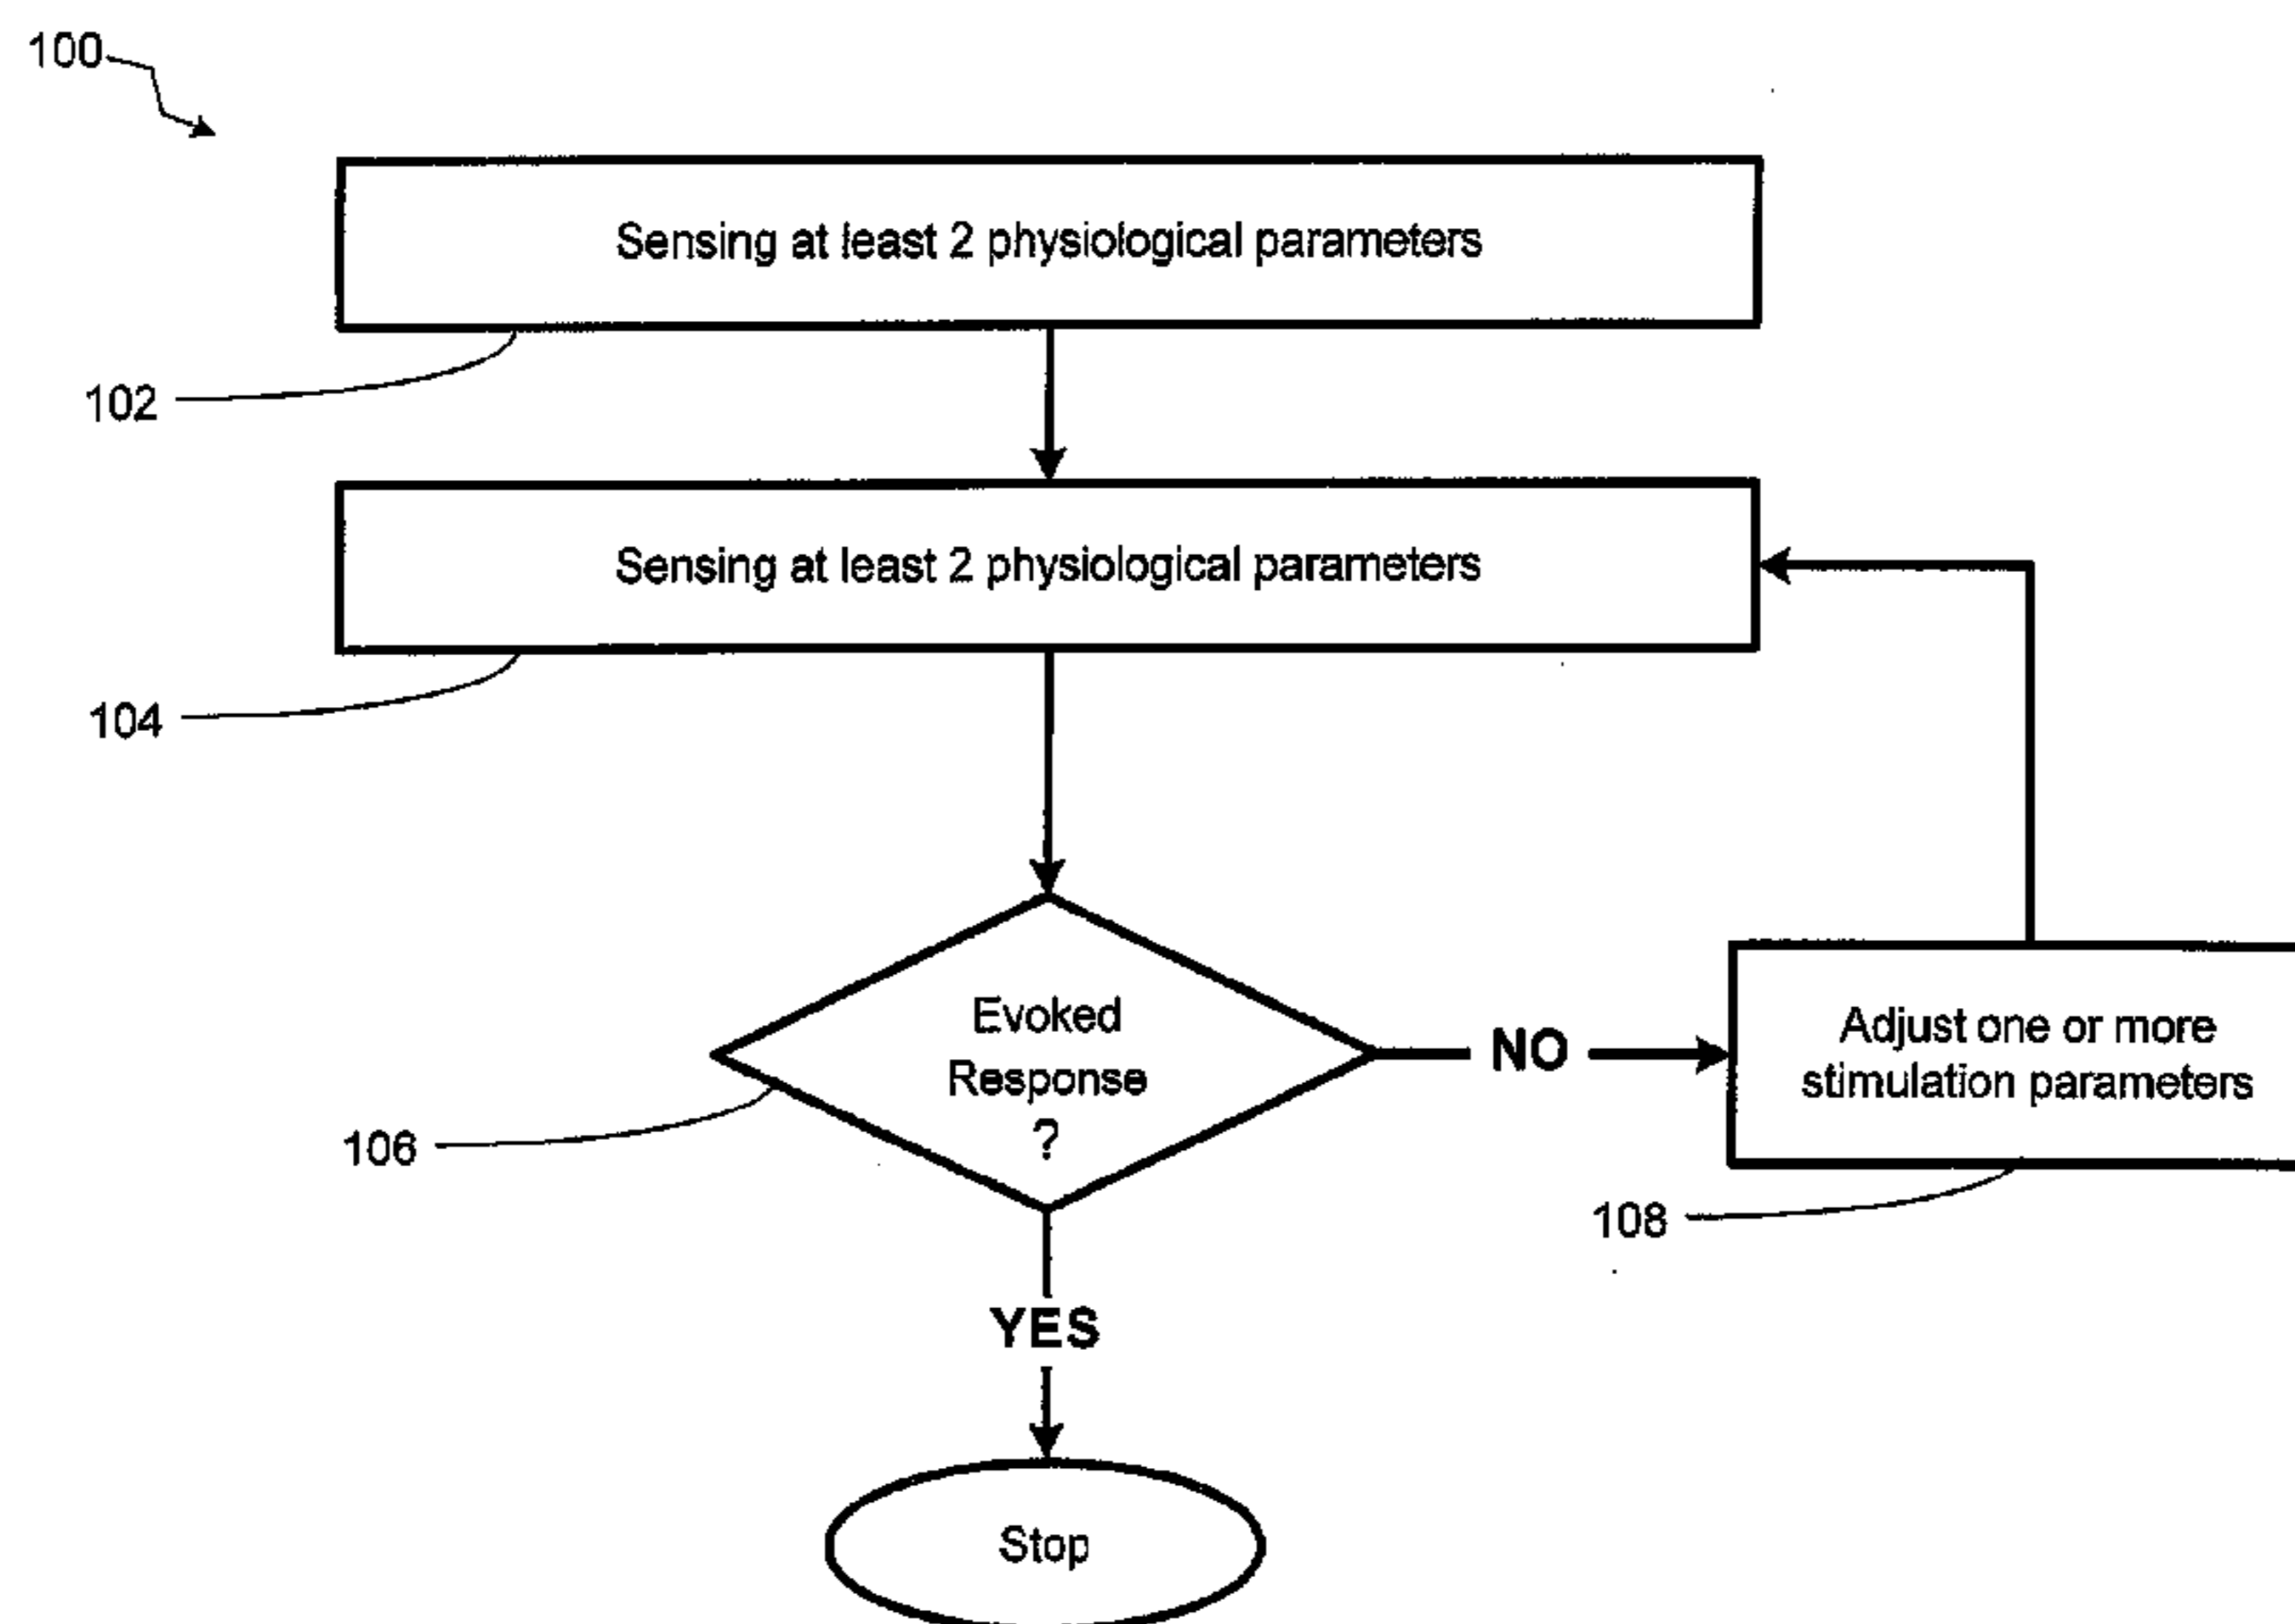 100
Sensing at least 2 physiological parameters
102
Sensing at least 2 physiological parameters
104
Evoked
Response
?
106
NO
Adjust one or more
stimulation parameters
108
YES
Stop